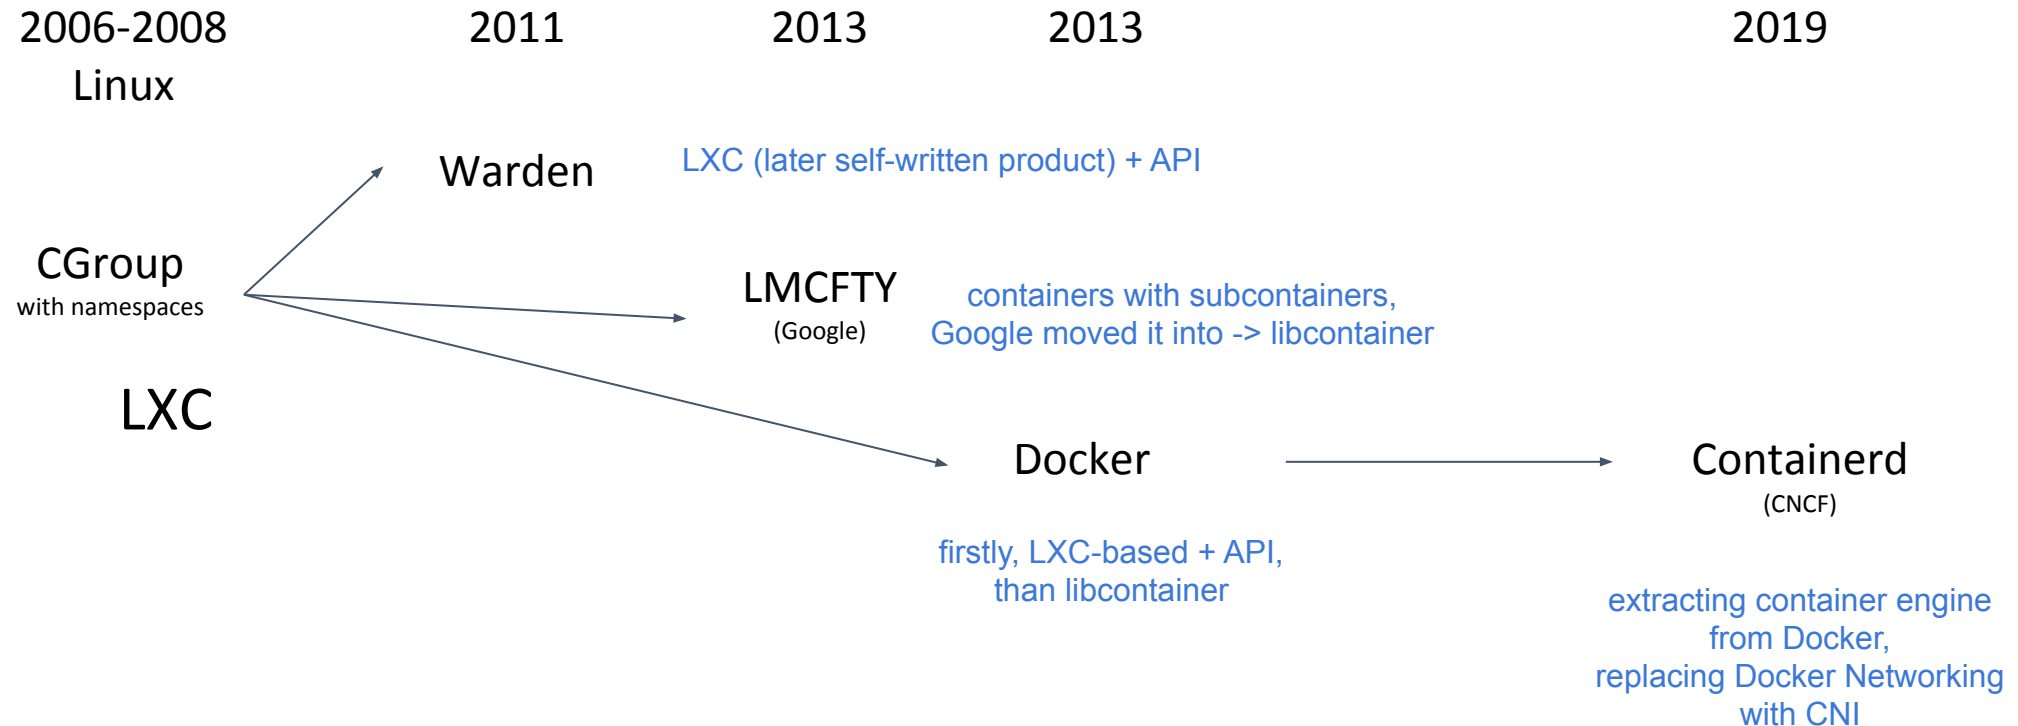 2006-2008
2011
2013
2013
2019
Linux
Warden
LXC (later self-written product) + API
CGroup
with namespaces
LMCFTY
(Google)
containers with subcontainers,
Google moved it into -> libcontainer
LXC
Docker
firstly, LXC-based + API,
than libcontainer
Containerd
(CNCF)
extracting container engine
from Docker,
replacing Docker Networking
with CNI